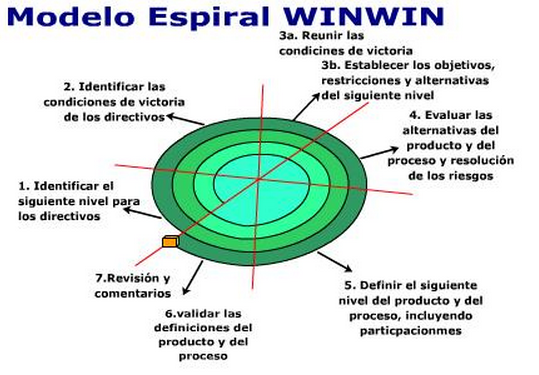 Modelo Espiral WINWIN
3a. Reunir las
condicines de victoria
3b. Establecer los objetivos,
restricciones y alternativas
del siguiente nivel
2. Identificar las
condiciones de victoria
de los directivos
4. Evaluar las
alternativas del
producto y del
proceso y resolución
de los riesgos
1. Identificar el
siguiente nivel para
los directivos
7.Revisión y
comentarios
6.validar las
definiciones del
producto y del
proceso
5. Definir el siguiente
nivel del producto y del
proceso, incluyendo
particpacionmes